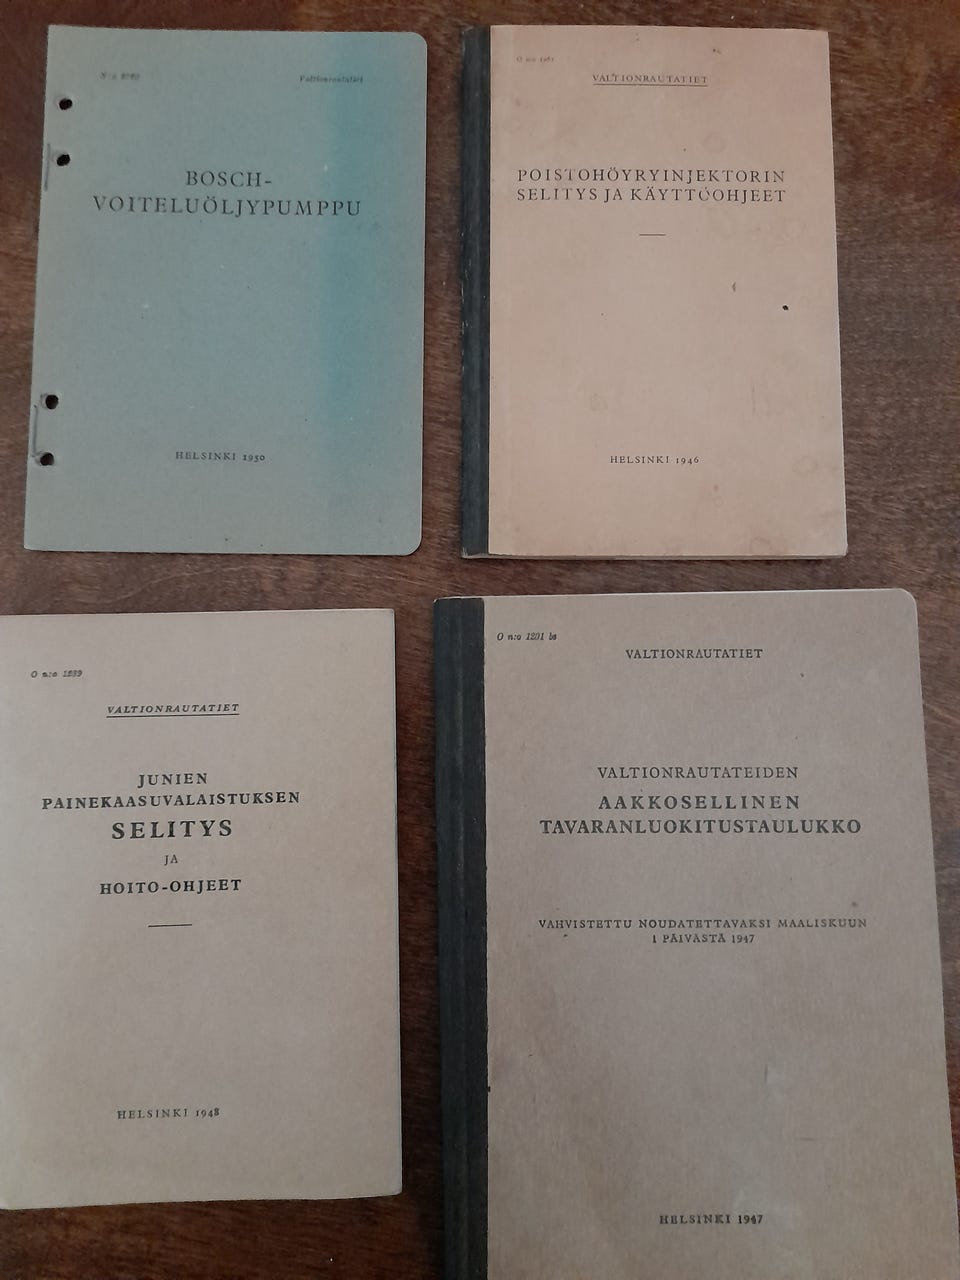 Valtionrautatiet
BOSCH-
VOITELUÖLJYPUMPPU
HELSINKI 1950
VALTIONRAUTATIET
POISTOHÖYRYINJEKTORIN
SELITYS JA KÄYTTÖOHJEET
HELSINKI 1946
O n:o 1239
VALTIONRAUTATIET
JUNIEN
PAINEKAASUVALAISTUKSEN
SELITYS
JA
HOITO-OHJEET
HELSINKI 1948
O n:o 1201
VALTIONRAUTATIET
VALTIONRAUTATEIDEN
AAKKOSELLINEN
TAVARANLUOKITUSTAULUKKO
VAHVISTETTU NOUDATETTAVAKSI MAALISKUUN
1 PÄIVÄSTÄ 1947
HELSINKI 1947